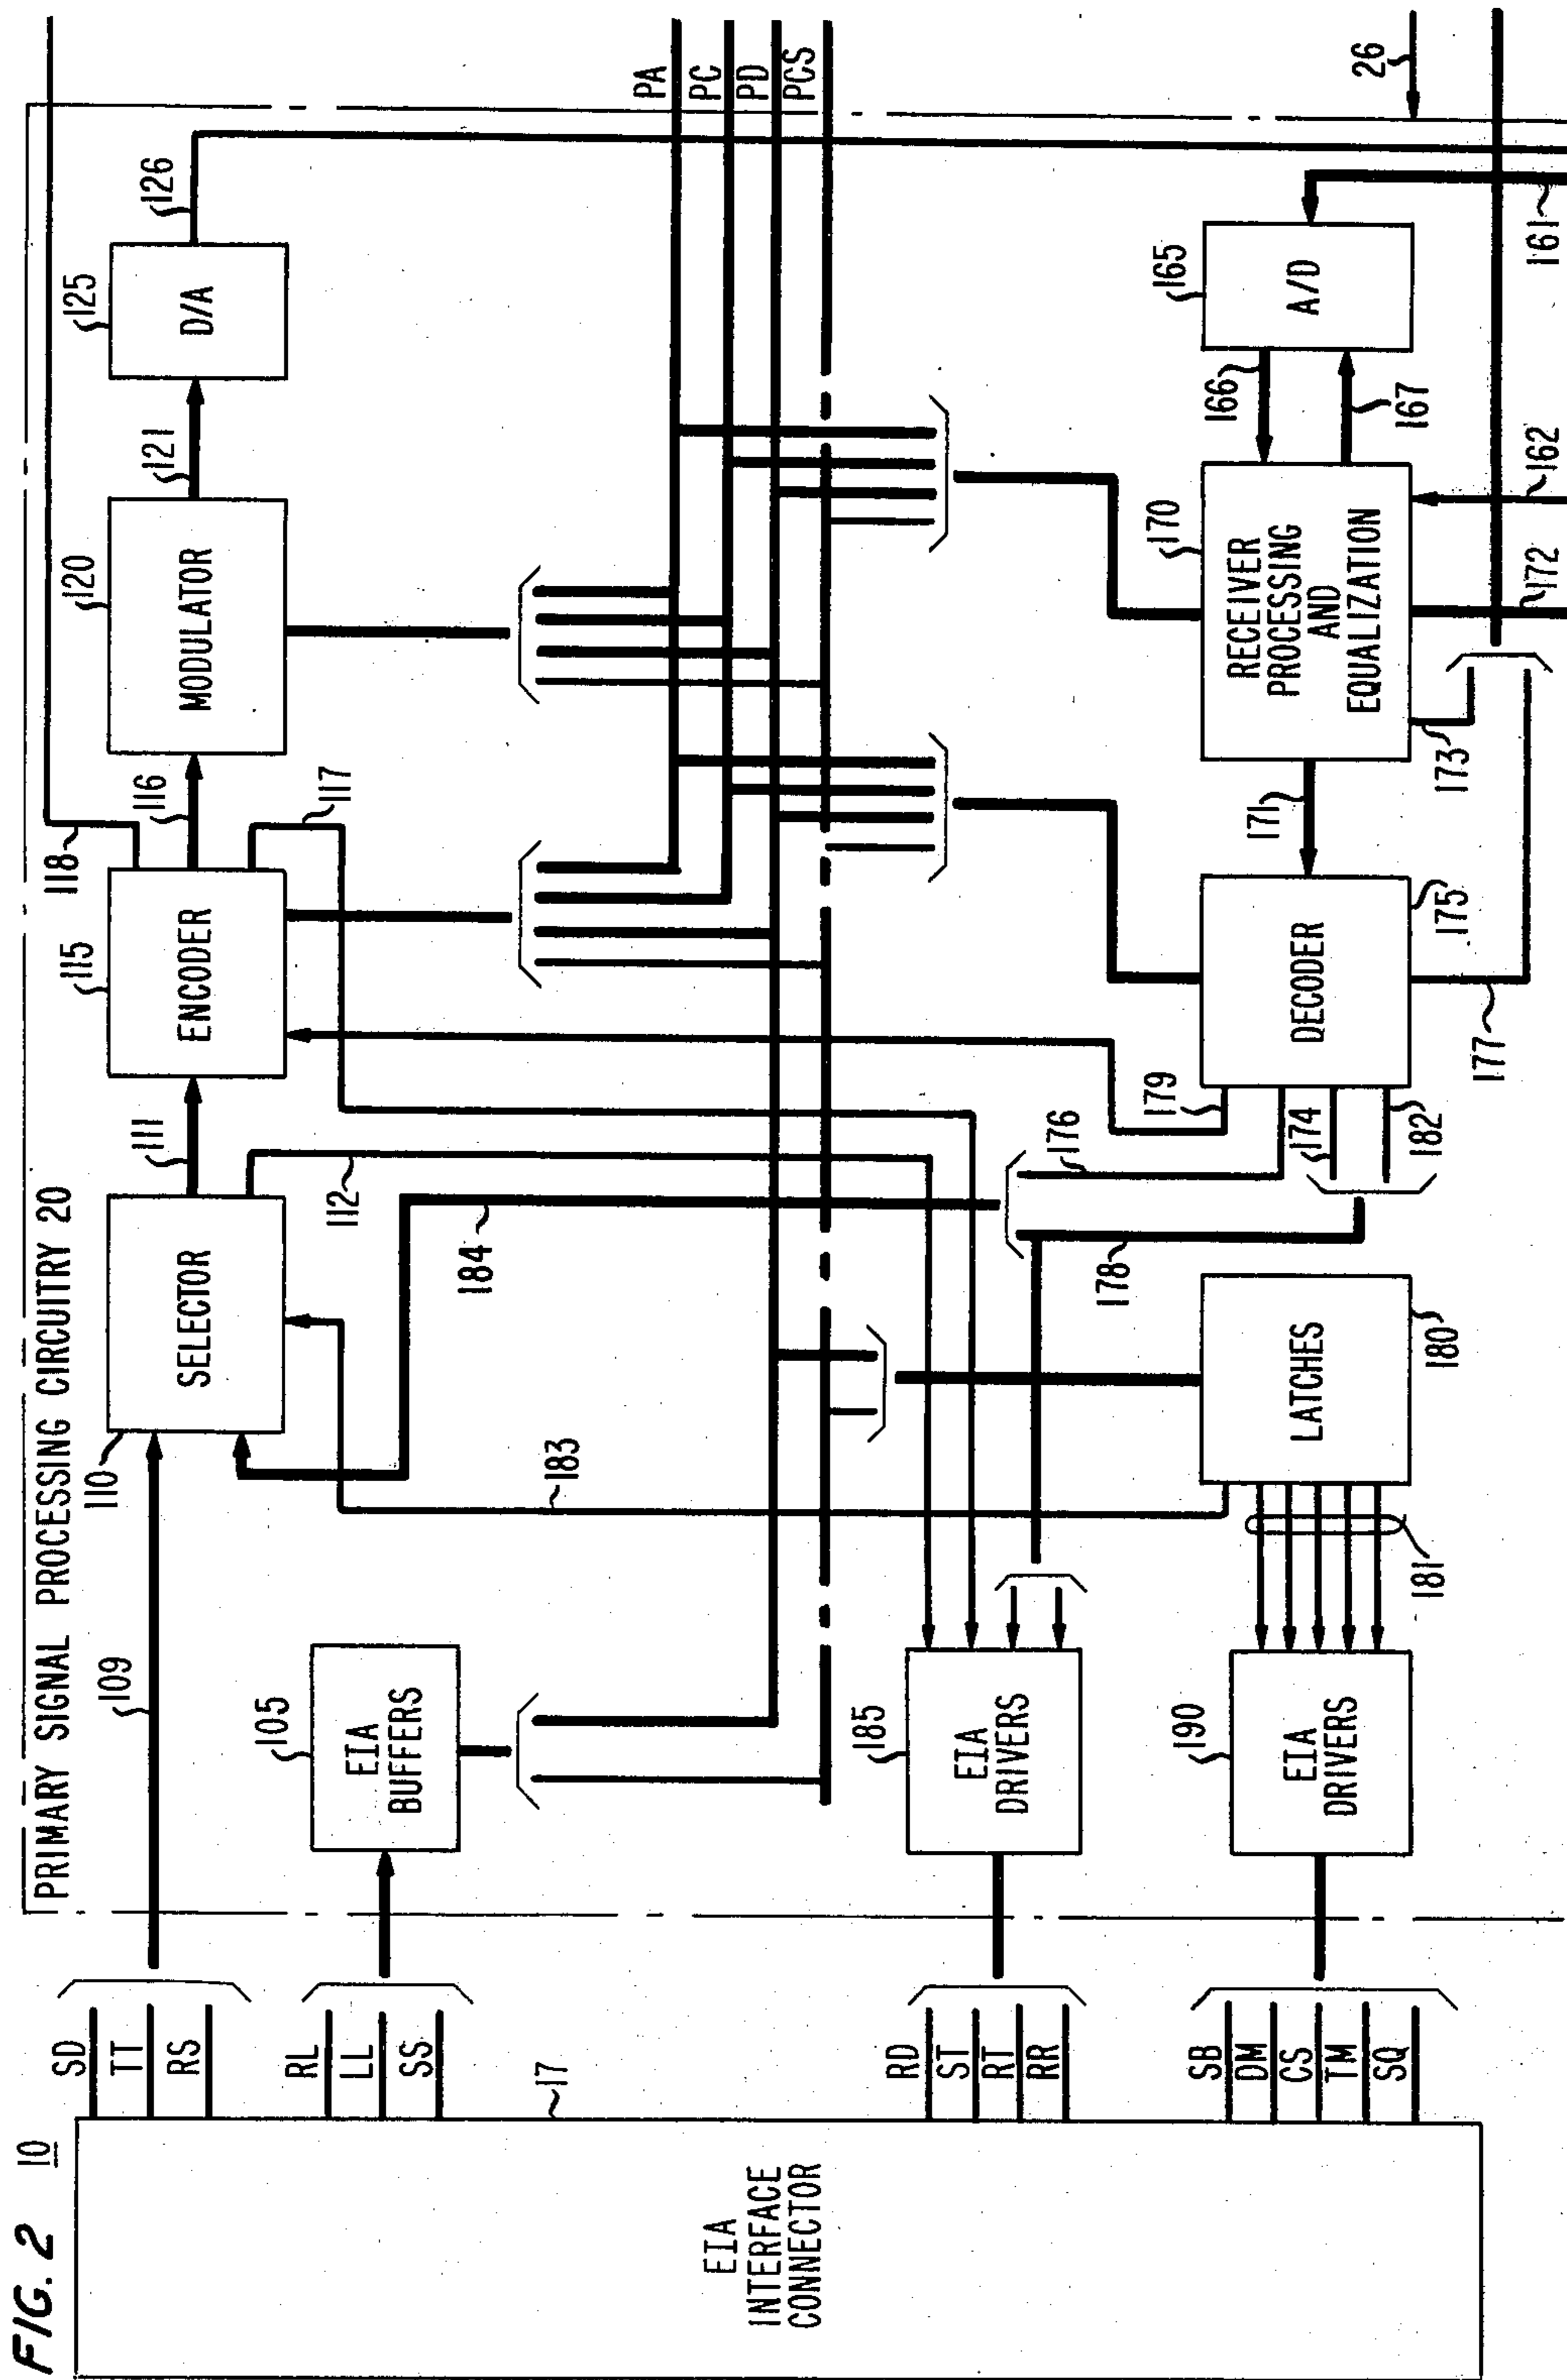 FIG. 2 10
PRIMARY SIGNAL PROCESSING CIRCUITRY 20
EIA
INTERFACE
CONNECTOR
17
SD
TT
RS
RL
LL
SS
RD
ST
RT
RR
SB
DM
CS
TM
SQ
109
105
EIA
BUFFERS
185
EIA
DRIVERS
190
EIA
DRIVERS
110
SELECTOR
111
112
183
184
181
LATCHES
180
178
176
174
179
182
115
ENCODER
116
117
118
DECODER
175
177
171
120
MODULATOR
121
125
D/A
126
170
RECEIVER
PROCESSING
AND
EQUALIZATION
173
172
162
166
167
165
A/D
161
PA
PC
PD
PCS
26